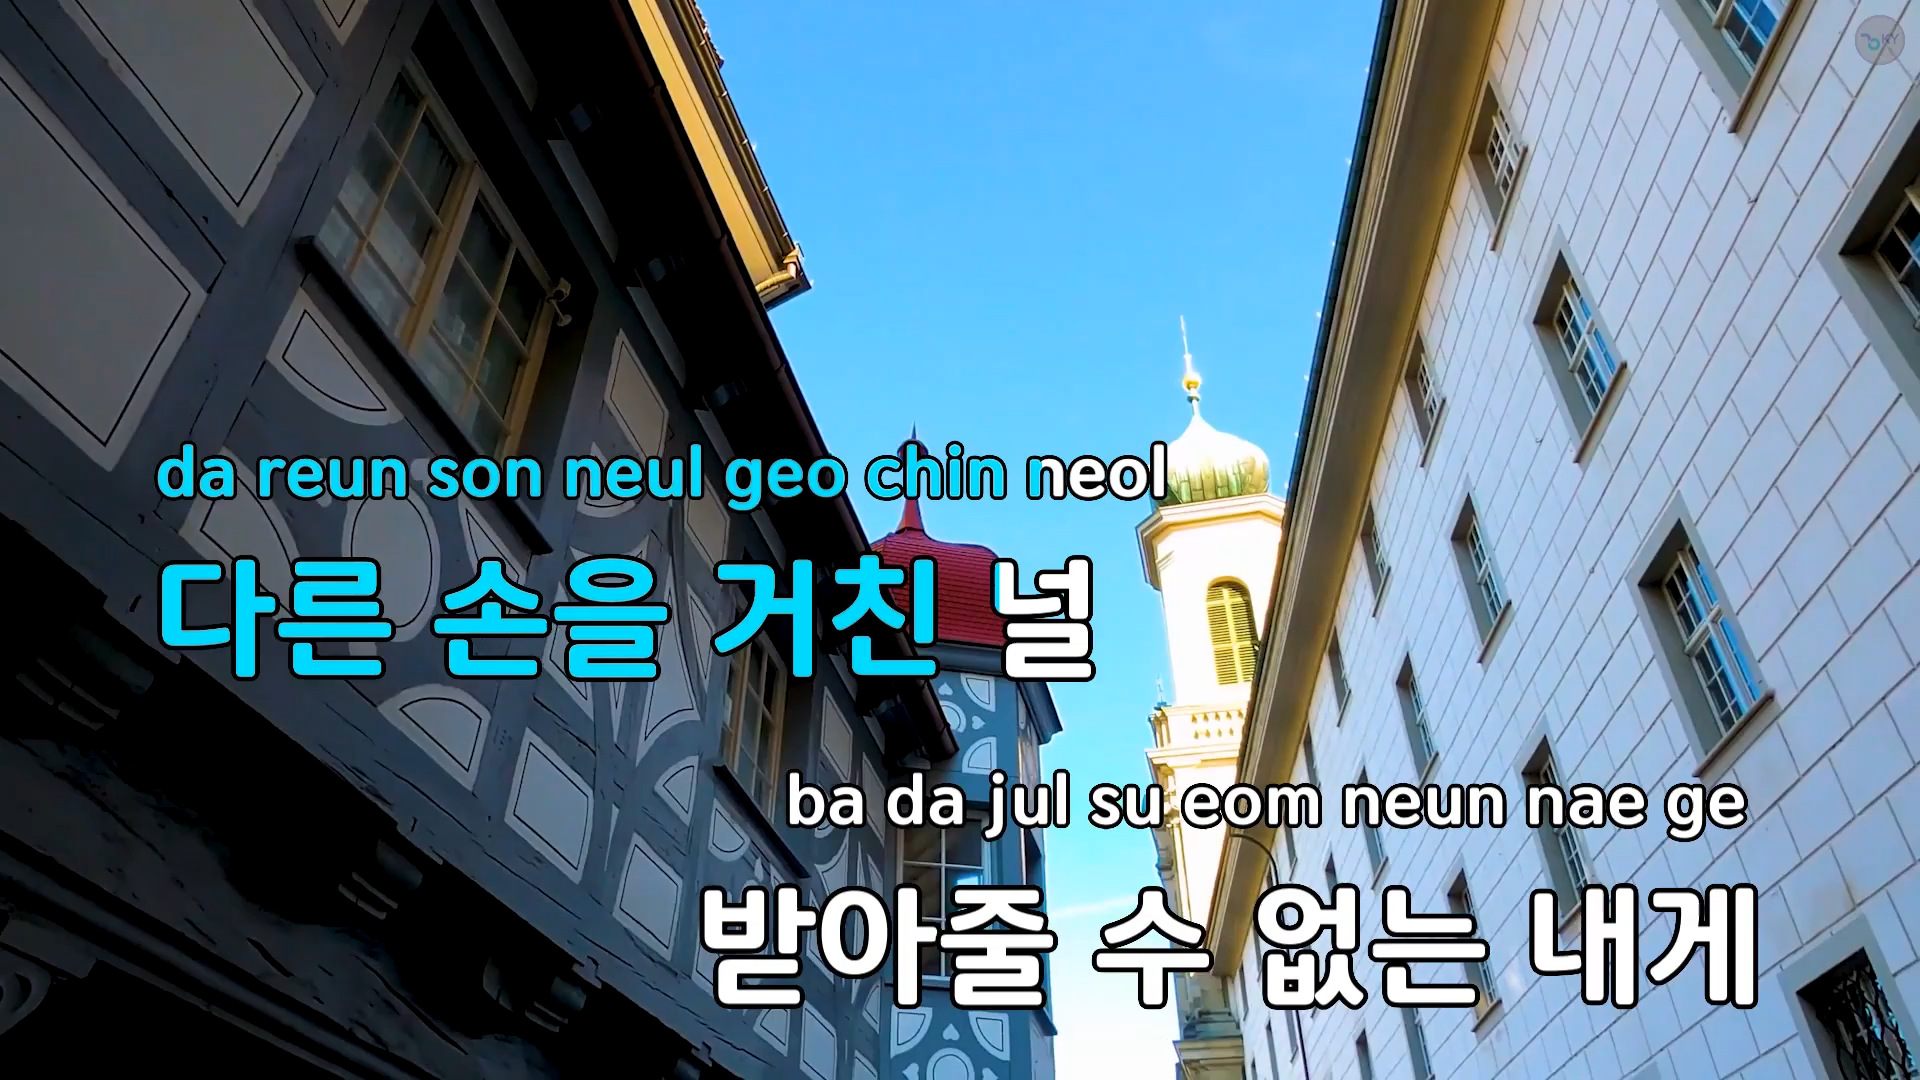 da reun son neul geo chin neol
다른 손을 거친 널
ba da jul su eom neun nae ge
받아줄 수 없는 내게
KY